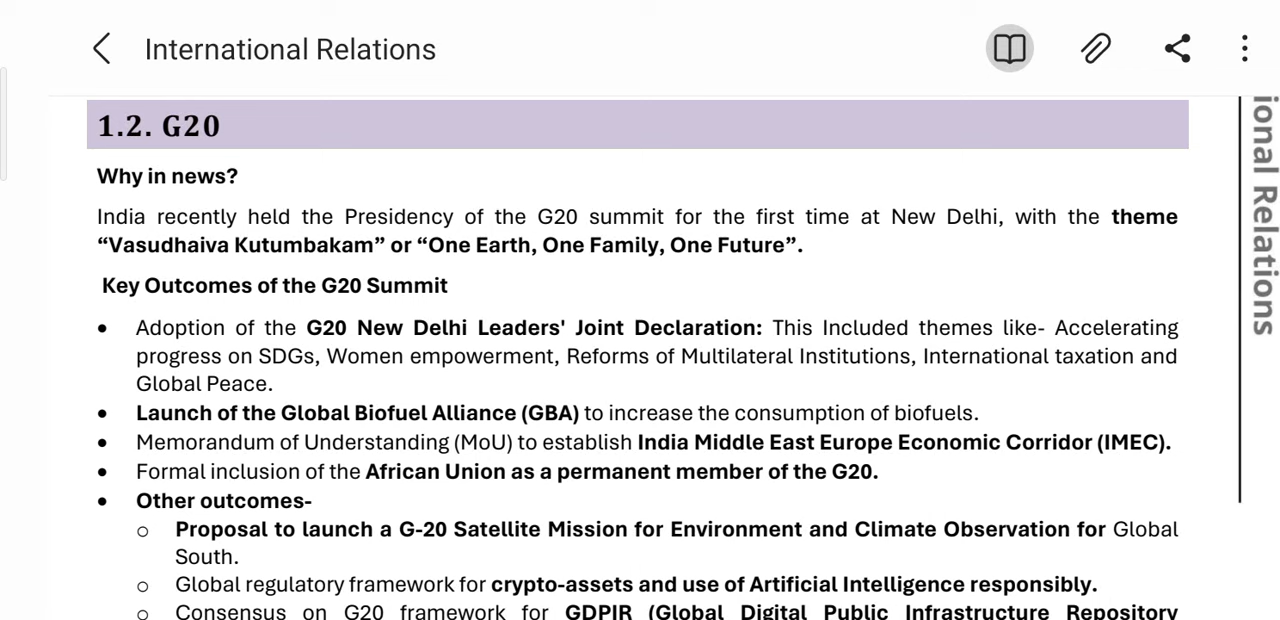 International Relations
1.2. G20
Why in news?
India recently held the Presidency of the G20 summit for the first time at New Delhi, with the theme
“Vasudhaiva Kutumbakam” or “One Earth, One Family, One Future”.
Key Outcomes of the G20 Summit
• Adoption of the G20 New Delhi Leaders' Joint Declaration: This Included themes like- Accelerating
progress on SDGs, Women empowerment, Reforms of Multilateral Institutions, International taxation and
Global Peace.
• Launch of the Global Biofuel Alliance (GBA) to increase the consumption of biofuels.
• Memorandum of Understanding (MoU) to establish India Middle East Europe Economic Corridor (IMEC).
• Formal inclusion of the African Union as a permanent member of the G20.
• Other outcomes-
o Proposal to launch a G-20 Satellite Mission for Environment and Climate Observation for Global
South.
o Global regulatory framework for crypto-assets and use of Artificial Intelligence responsibly.
o Consensus on G20 framework for GDPIR (Global Digital Public Infrastructure Repository
ional Relations